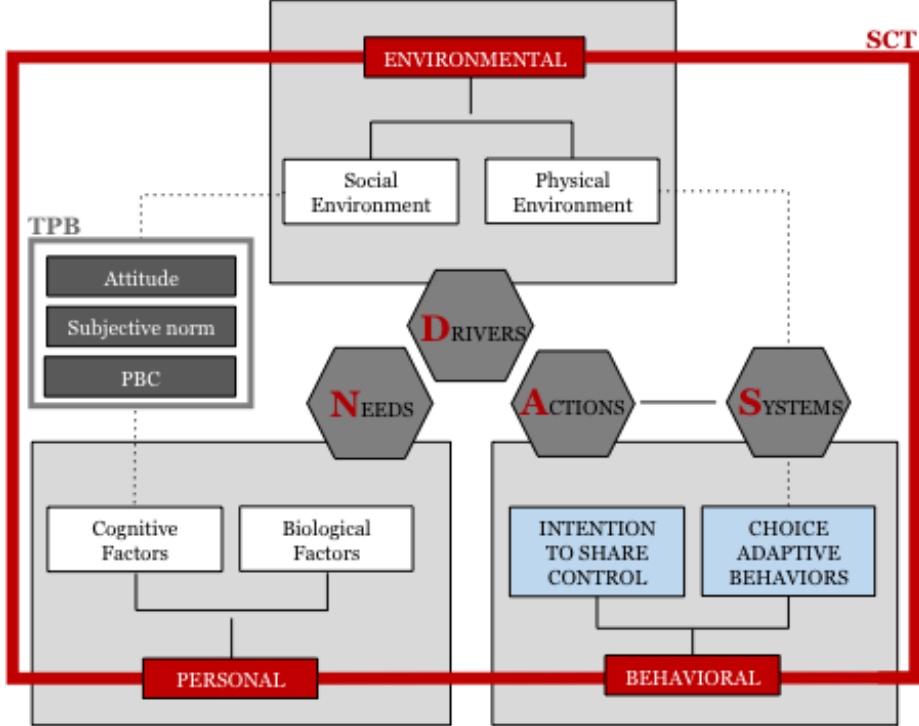 SCT
ENVIRONMENTAL
Social
Environment
Physical
Environment
TPB
Attitude
Subjective norm
PBC
DRIVERS
NEEDS
ACTIONS
SYSTEMS
Cognitive
Factors
Biological
Factors
INTENTION
TO SHARE
CONTROL
CHOICE
ADAPTIVE
BEHAVIORS
PERSONAL
BEHAVIORAL